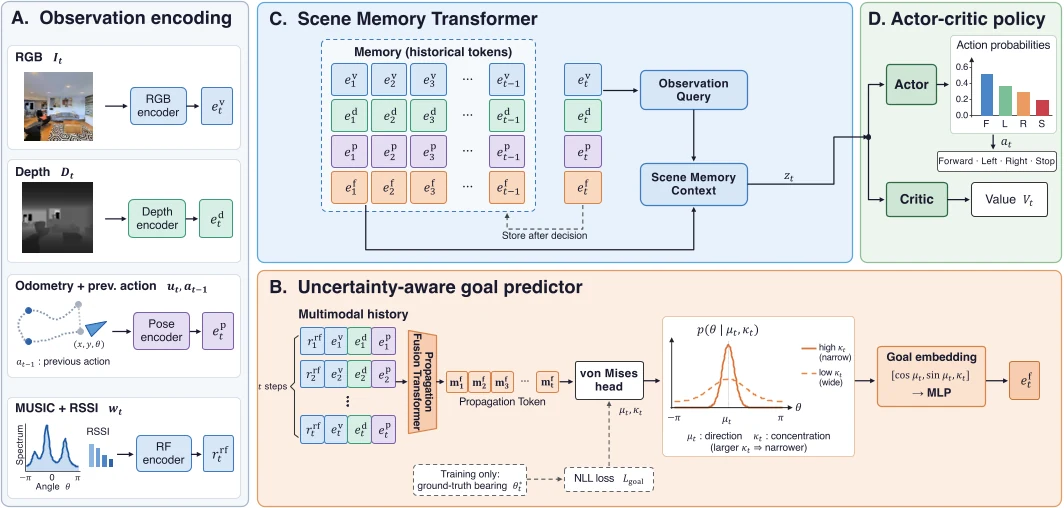 A. Observation encoding
RGB I_t
RGB
encoder
e_t^v
Depth D_t
Depth
encoder
e_t^d
Odometry + prev. action u_t, a_{t−1}
(x, y, θ)
a_{t−1} : previous action
Pose
encoder
e_t^p
MUSIC + RSSI w_t
Spectrum
−π 0 π
Angle θ
RSSI
RF
encoder
r_t^rf
C. Scene Memory Transformer
Memory (historical tokens)
e_1^v e_2^v e_3^v ··· e_{t−1}^v e_t^v
e_1^d e_2^d e_3^d ··· e_{t−1}^d e_t^d
e_1^p e_2^p e_3^p ··· e_{t−1}^p e_t^p
e_1^f e_2^f e_3^f ··· e_{t−1}^f e_t^f
Store after decision
Observation
Query
Scene Memory
Context
z_t
D. Actor-critic policy
Actor
Action probabilities
0.6
0.4
0.2
0.0
F L R S
a_t
Forward · Left · Right · Stop
Critic
Value V_t
B. Uncertainty-aware goal predictor
Multimodal history
t steps
r_1^rf e_1^v e_1^d e_1^p
r_2^rf e_2^v e_2^d e_2^p
⋮
r_t^rf e_t^v e_t^d e_t^p
Propagation
Fusion Transformer
m_1^f m_2^f m_3^f ··· m_t^f
Propagation Token
von Mises
head
μ_t, κ_t
Training only:
ground-truth bearing θ_t^*
NLL loss L_goal
p(θ | μ_t, κ_t)
high κ_t
(narrow)
low κ_t
(wide)
−π μ_t π θ
μ_t : direction κ_t : concentration
(larger κ_t ⇒ narrower)
Goal embedding
[cos μ_t, sin μ_t, κ_t]
→ MLP
e_t^f